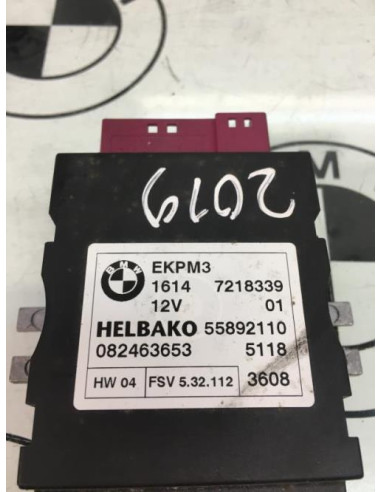 2019
BMW
EKPM3
1614 7218339
12V 01
HELBAKO 55892110
082463653 5118
HW 04 FSV 5.32.112 3608
M